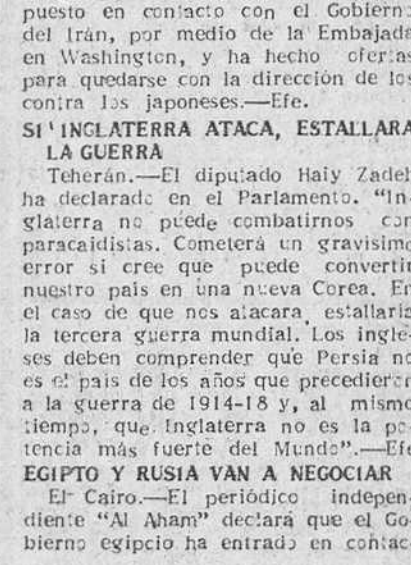 puesto en contacto con el Gobierno
del Irán, por medio de la Embajada
en Washington, y ha hecho ofertas
para quedarse con la dirección de los
contra los japoneses.—Efe.
SI INGLATERRA ATACA, ESTALLARA
LA GUERRA
Teherán.—El diputado Haiy Zadeh
ha declarado en el Parlamento. “In-
glaterra no puede combatirnos con
paracaidistas. Cometerá un gravisimo
error si cree que puede convertir
nuestro pais en una nueva Corea. En
el caso de que nos atacara, estallaria
la tercera guerra mundial. Los ingle-
ses deben comprender que Persia no
es el pais de los años que precedieron
a la guerra de 1914-18 y, al mismo
tiempo, que Inglaterra no es la po-
tencia más fuerte del Mundo”.—Efe
EGIPTO Y RUSIA VAN A NEGOCIAR
El Cairo.—El periódico indepen-
diente “Al Aham” declara que el Go-
bierno egipcio ha entrado en contac-